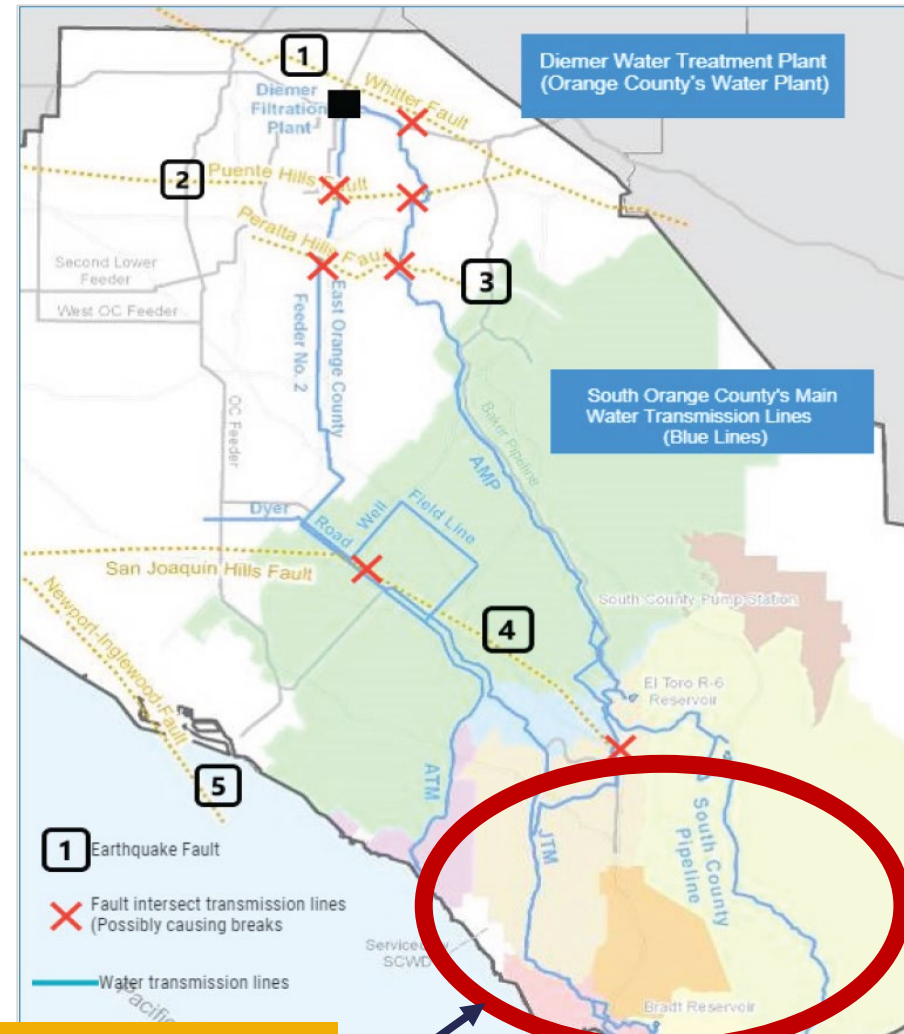 1
Diemer Water Treatment Plant
(Orange County's Water Plant)
Diemer
Filtration
Plant
Whitter Fault
2
Puente Hills Fault
Peralta Hills Fault
3
Second Lower
Feeder
West OC Feeder
East Orange County
Feeder No. 2
South Orange County's Main
Water Transmission Lines
(Blue Lines)
OC Feeder
Baker Pipeline
AMP
Dyer
Road
Well
Field Line
San Joaquin Hills Fault
Newport-Inglewood Fault
South County Pump Station
4
El Toro R-6
Reservoir
5
ATM
JTM
South County
Pipeline
1 Earthquake Fault
Fault intersect transmission lines
(Possibly causing breaks
Serviced by
SCWD
Water transmission lines
Pacific
Bradt Reservoir